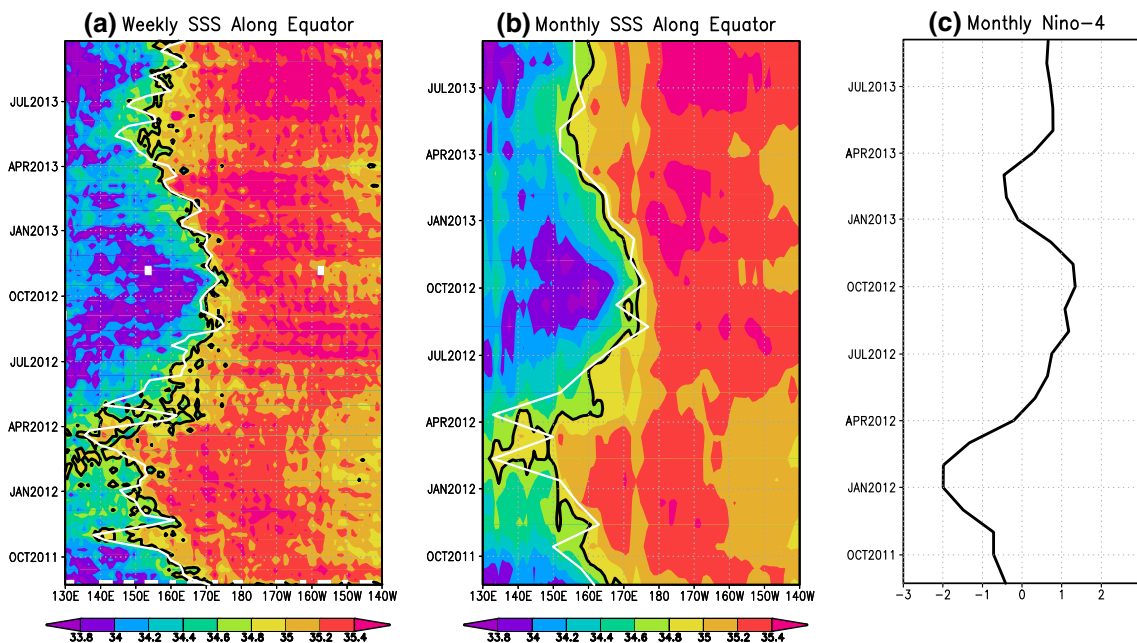 (a) Weekly SSS Along Equator
JUL2013
APR2013
JAN2013
OCT2012
JUL2012
APR2012
JAN2012
OCT2011
130E 140E 150E 160E 170E 180 170W 160W 150W 140W
33.8 34 34.2 34.4 34.6 34.8 35 35.2 35.4
(b) Monthly SSS Along Equator
JUL2013
APR2013
JAN2013
OCT2012
JUL2012
APR2012
JAN2012
OCT2011
130E 140E 150E 160E 170E 180 170W 160W 150W 140W
33.8 34 34.2 34.4 34.6 34.8 35 35.2 35.4
(c) Monthly Nino-4
JUL2013
APR2013
JAN2013
OCT2012
JUL2012
APR2012
JAN2012
OCT2011
-3 -2 -1 0 1 2 3